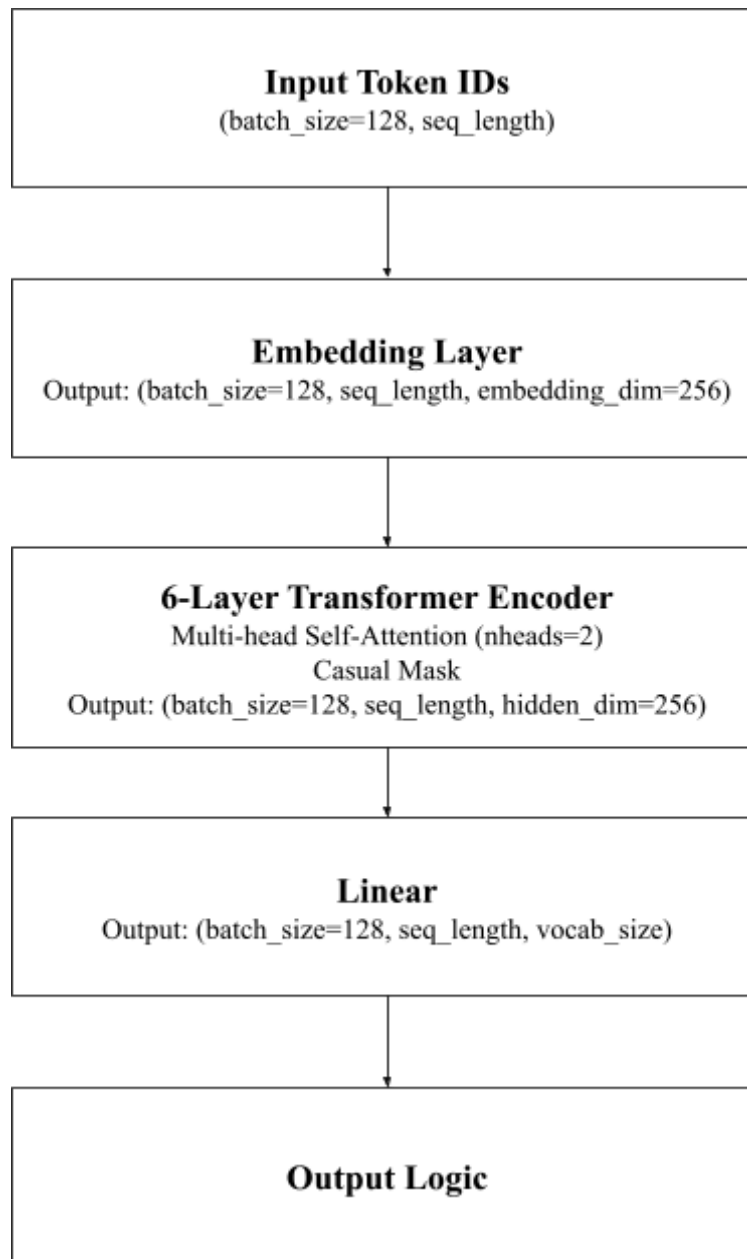 Input Token IDs
(batch_size=128, seq_length)
Embedding Layer
Output: (batch_size=128, seq_length, embedding_dim=256)
6-Layer Transformer Encoder
Multi-head Self-Attention (nheads=2)
Casual Mask
Output: (batch_size=128, seq_length, hidden_dim=256)
Linear
Output: (batch_size=128, seq_length, vocab_size)
Output Logic